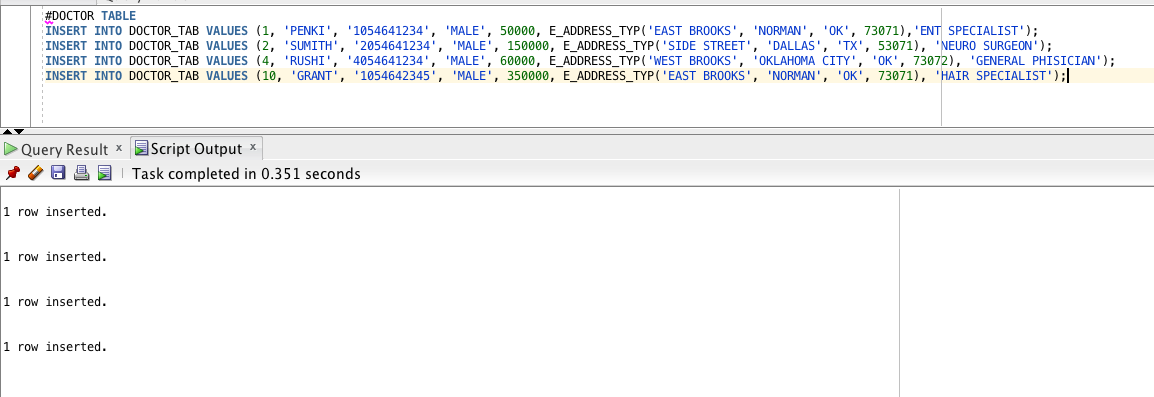 #DOCTOR TABLE
INSERT INTO DOCTOR_TAB VALUES (1, 'PENKI', '1054641234', 'MALE', 50000, E_ADDRESS_TYP('EAST BROOKS', 'NORMAN', 'OK', 73071),'ENT SPECIALIST');
INSERT INTO DOCTOR_TAB VALUES (2, 'SUMITH', '2054641234', 'MALE', 150000, E_ADDRESS_TYP('SIDE STREET', 'DALLAS', 'TX', 53071), 'NEURO SURGEON');
INSERT INTO DOCTOR_TAB VALUES (4, 'RUSHI', '4054641234', 'MALE', 60000, E_ADDRESS_TYP('WEST BROOKS', 'OKLAHOMA CITY', 'OK', 73072), 'GENERAL PHISICIAN');
INSERT INTO DOCTOR_TAB VALUES (10, 'GRANT', '1054642345', 'MALE', 350000, E_ADDRESS_TYP('EAST BROOKS', 'NORMAN', 'OK', 73071), 'HAIR SPECIALIST');
Query Result x Script Output x
Task completed in 0.351 seconds
1 row inserted.
1 row inserted.
1 row inserted.
1 row inserted.